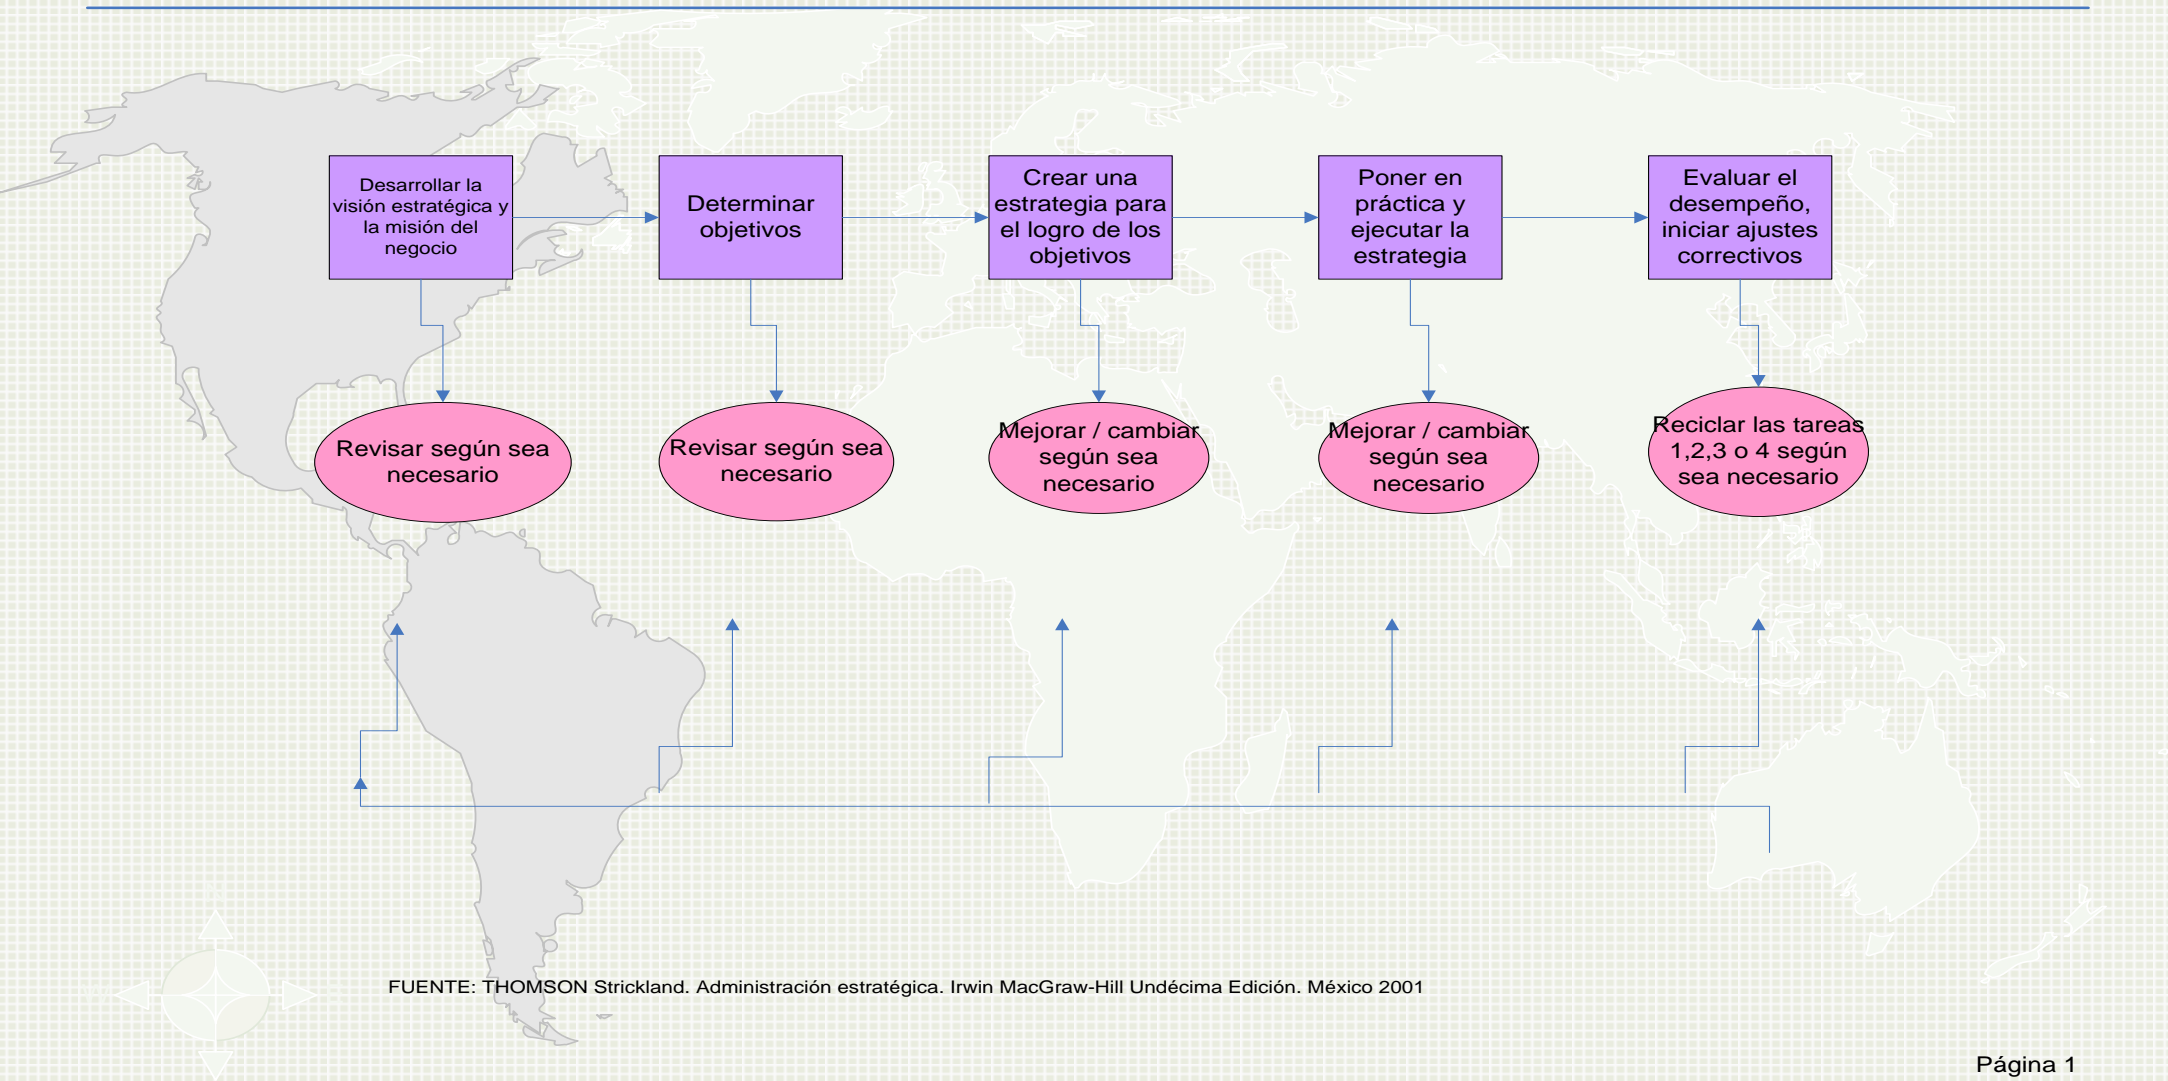 Desarrollar la
visión estratégica y
la misión del
negocio
Determinar
objetivos
Crear una
estrategia para
el logro de los
objetivos
Poner en
práctica y
ejecutar la
estrategia
Evaluar el
desempeño,
iniciar ajustes
correctivos
Revisar según sea
necesario
Revisar según sea
necesario
Mejorar / cambiar
según sea
necesario
Mejorar / cambiar
según sea
necesario
Reciclar las tareas
1,2,3 o 4 según
sea necesario
FUENTE: THOMSON Strickland. Administración estratégica. Irwin MacGraw-Hill Undécima Edición. México 2001
Página 1